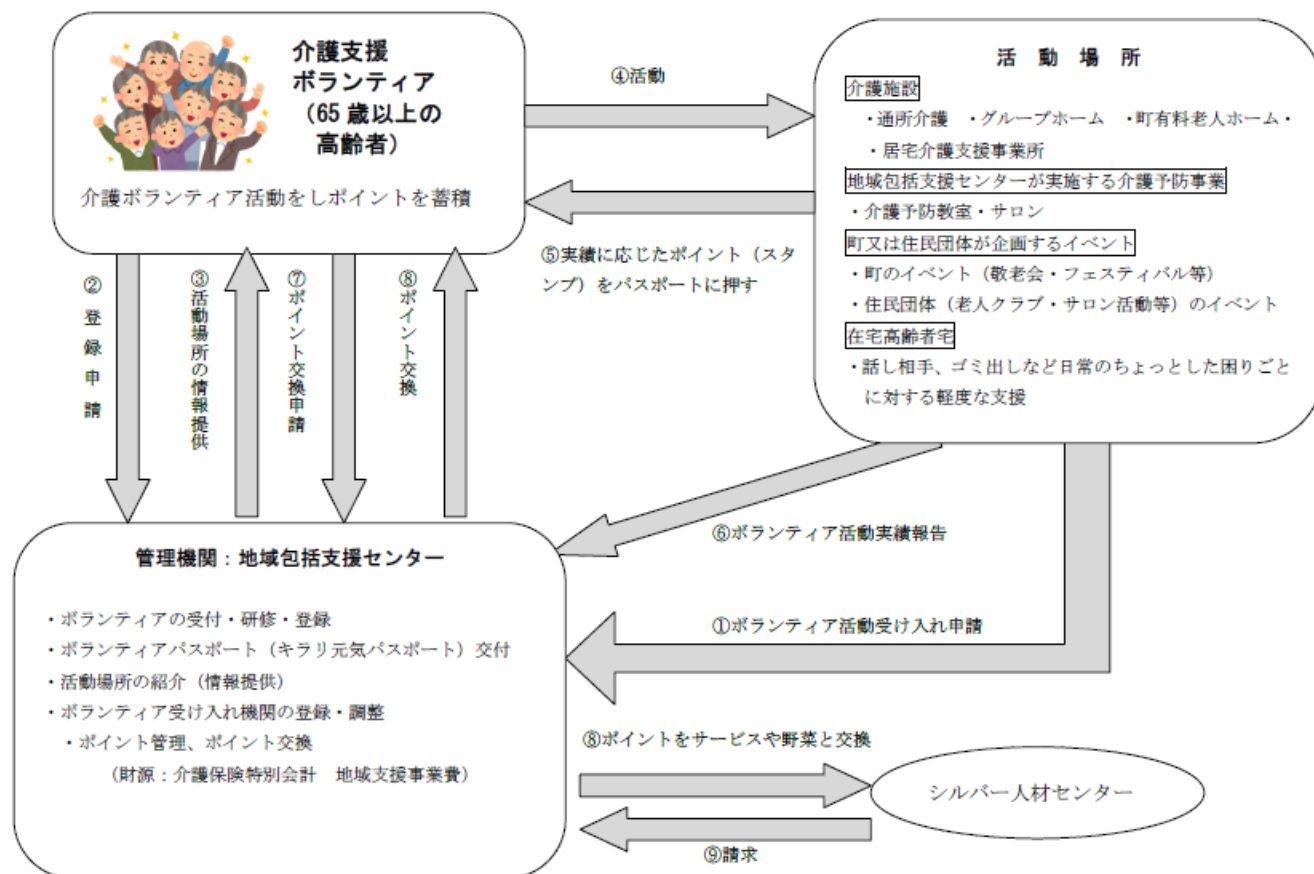 介護支援
ボランティア
（65 歳以上の
高齢者）
介護ボランティア活動をしポイントを蓄積
④活動
⑤実績に応じたポイント（スタ
ンプ）をパスポートに押す
活　動　場　所
介護施設
・通所介護　・グループホーム　・町有料老人ホーム・
・居宅介護支援事業所
地域包括支援センターが実施する介護予防事業
・介護予防教室・サロン
町又は住民団体が企画するイベント
・町のイベント（敬老会・フェスティバル等）
・住民団体（老人クラブ・サロン活動等）のイベント
在宅高齢者宅
・話し相手、ゴミ出しなど日常のちょっとした困りごと
に対する軽度な支援
②登録申請
③活動場所の情報提供
⑦ポイント交換申請
⑧ポイント交換
⑥ボランティア活動実績報告
①ボランティア活動受け入れ申請
管理機関：地域包括支援センター
・ボランティアの受付・研修・登録
・ボランティアパスポート（キラリ元気パスポート）交付
・活動場所の紹介（情報提供）
・ボランティア受け入れ機関の登録・調整
・ポイント管理、ポイント交換
（財源：介護保険特別会計　地域支援事業費）
⑧ポイントをサービスや野菜と交換
シルバー人材センター
⑨請求